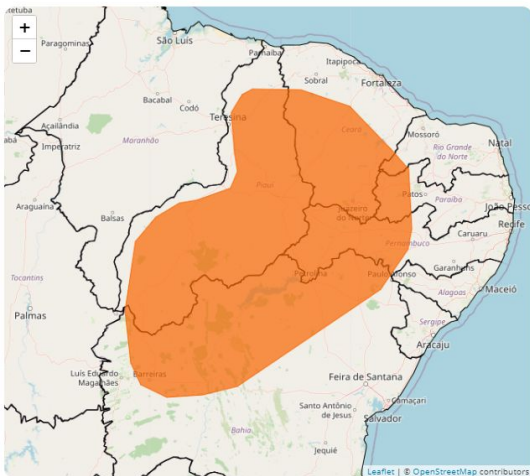 +
−
Paragominas
São Luís
Parnaíba
Itapipoca
Sobral
Fortaleza
Bacabal
Codó
Teresina
Açailândia
Imperatriz
Maranhão
Ceará
Mossoró
Rio Grande
do Norte
Natal
Araguaína
Balsas
Piauí
Juazeiro
do Norte
Patos
Paraíba
João Pesso
Recife
Caruaru
Pernambuco
Tocantins
Petrolina
Paulo Afonso
Garanhuns
Palmas
Alagoas
Maceió
Sergipe
Aracaju
Luís Eduardo
Magalhães
Barreiras
Feira de Santana
Santo Antônio
de Jesus
Camaçari
Salvador
Bahia
Jequié
Leaflet | © OpenStreetMap contributors